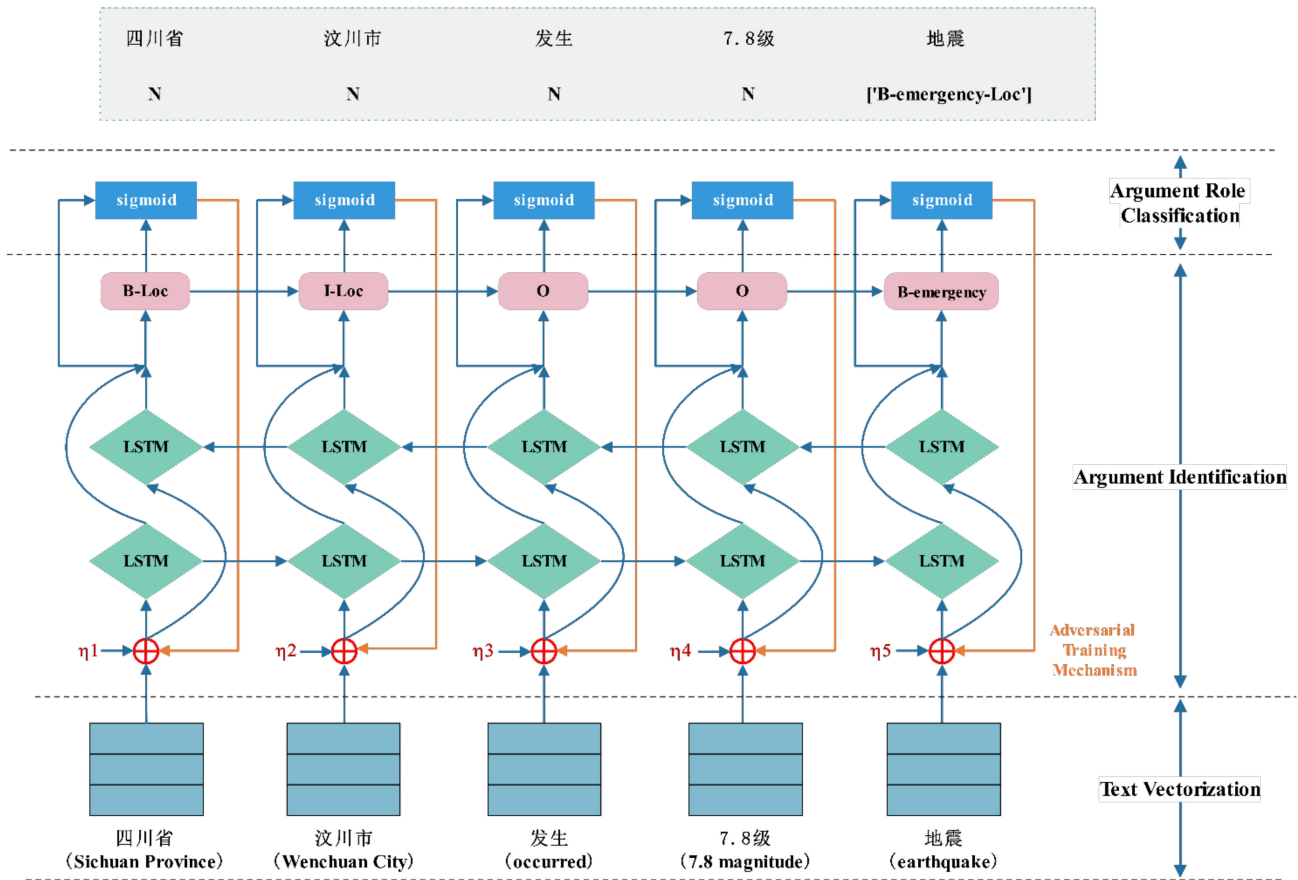 四川省 汶川市 发生 7.8级 地震
N N N N ['B-emergency-Loc']
sigmoid sigmoid sigmoid sigmoid sigmoid
Argument Role
Classification
B-Loc I-Loc O O B-emergency
LSTM LSTM LSTM LSTM LSTM
Argument Identification
LSTM LSTM LSTM LSTM LSTM
η1 η2 η3 η4 η5
Adversarial
Training
Mechanism
Text Vectorization
四川省 汶川市 发生 7.8级 地震
(Sichuan Province) (Wenchuan City) (occurred) (7.8 magnitude) (earthquake)